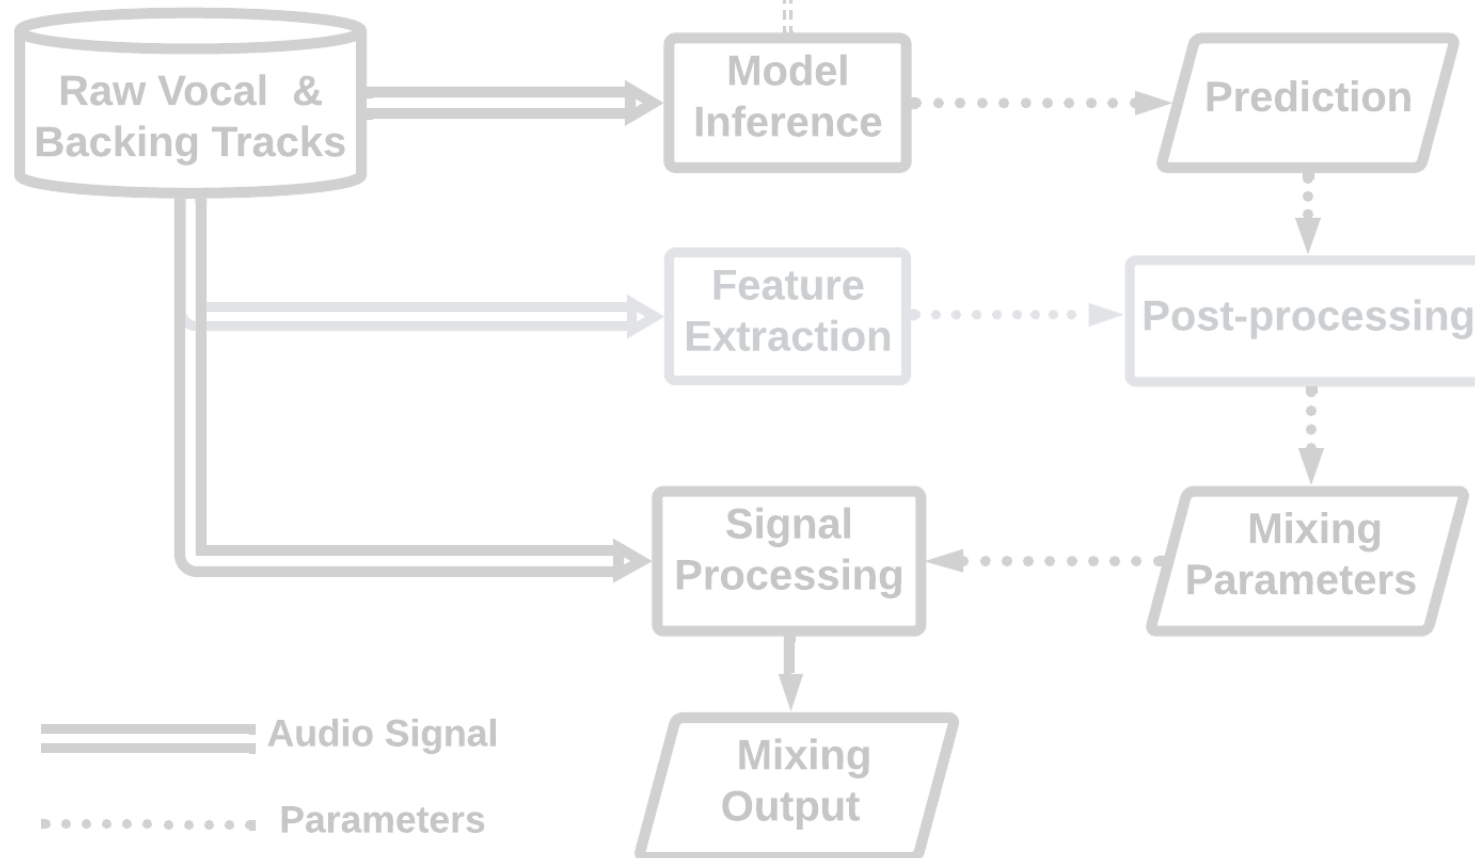 Raw Vocal & 
Backing Tracks
Model
Inference
Prediction
Feature
Extraction
Post-processing
Signal
Processing
Mixing
Parameters
Audio Signal
Parameters
Mixing
Output